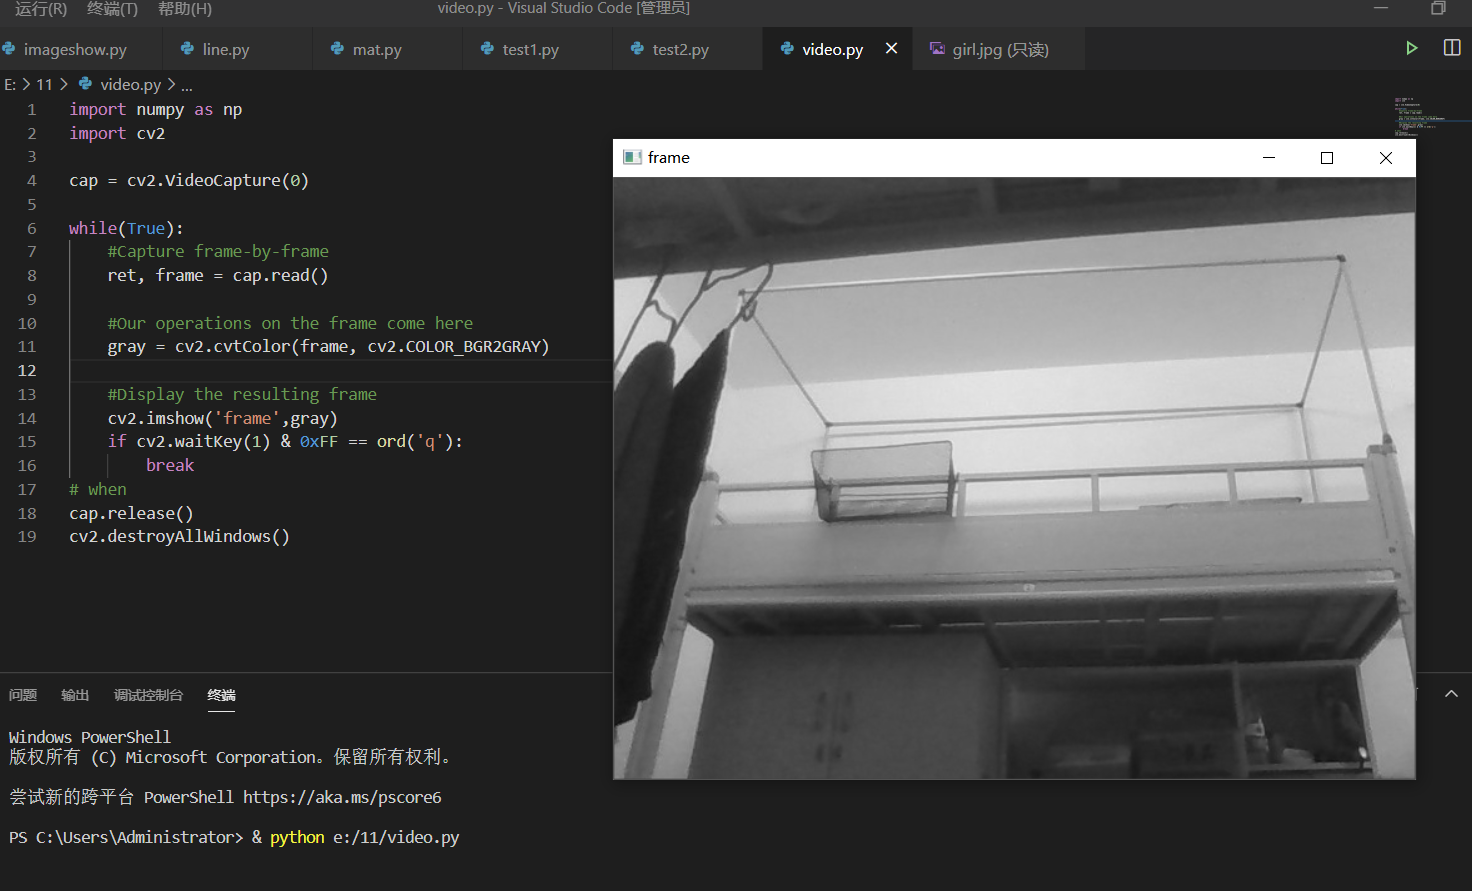 运行(R) 终端(T) 帮助(H) video.py - Visual Studio Code [管理员]
imageshow.py line.py mat.py test1.py test2.py video.py girl.jpg (只读)
E: > 11 > video.py > ...
1 import numpy as np
2 import cv2
3
4 cap = cv2.VideoCapture(0)
5
6 while(True):
7 #Capture frame-by-frame
8 ret, frame = cap.read()
9
10 #Our operations on the frame come here
11 gray = cv2.cvtColor(frame, cv2.COLOR_BGR2GRAY)
12
13 #Display the resulting frame
14 cv2.imshow('frame',gray)
15 if cv2.waitKey(1) & 0xFF == ord('q'):
16 break
17 # when
18 cap.release()
19 cv2.destroyAllWindows()
frame
问题 输出 调试控制台 终端
Windows PowerShell
版权所有 (C) Microsoft Corporation。保留所有权利。
尝试新的跨平台 PowerShell https://aka.ms/pscore6
PS C:\Users\Administrator> & python e:/11/video.py